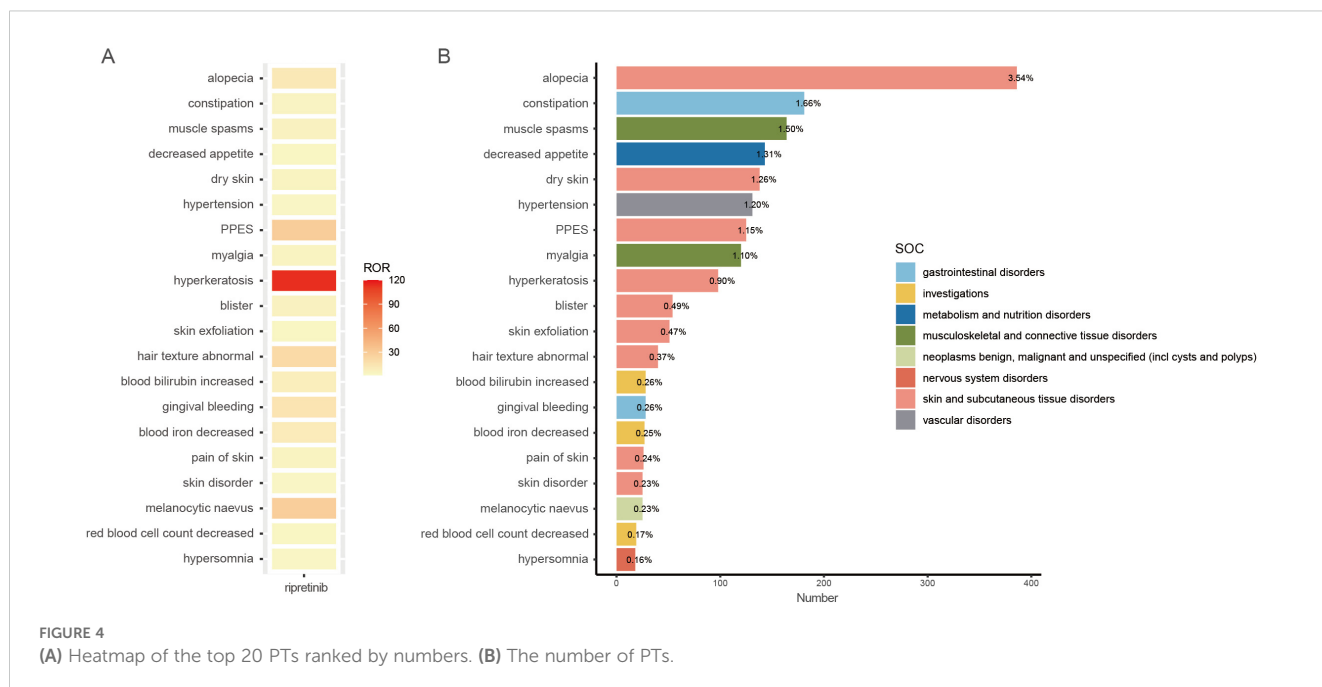 A
alopecia
constipation
muscle spasms
decreased appetite
dry skin
hypertension
PPES
myalgia
hyperkeratosis
blister
skin exfoliation
hair texture abnormal
blood bilirubin increased
gingival bleeding
blood iron decreased
pain of skin
skin disorder
melanocytic naevus
red blood cell count decreased
hypersomnia
ripretinib
ROR
120
90
60
30
B
alopecia 3.54%
constipation 1.66%
muscle spasms 1.50%
decreased appetite 1.31%
dry skin 1.26%
hypertension 1.20%
PPES 1.15%
myalgia 1.10%
hyperkeratosis 0.90%
blister 0.49%
skin exfoliation 0.47%
hair texture abnormal 0.37%
blood bilirubin increased 0.26%
gingival bleeding 0.26%
blood iron decreased 0.25%
pain of skin 0.24%
skin disorder 0.23%
melanocytic naevus 0.23%
red blood cell count decreased 0.17%
hypersomnia 0.16%
0 100 200 300 400
Number
SOC
gastrointestinal disorders
investigations
metabolism and nutrition disorders
musculoskeletal and connective tissue disorders
neoplasms benign, malignant and unspecified (incl cysts and polyps)
nervous system disorders
skin and subcutaneous tissue disorders
vascular disorders
FIGURE 4
(A) Heatmap of the top 20 PTs ranked by numbers. (B) The number of PTs.